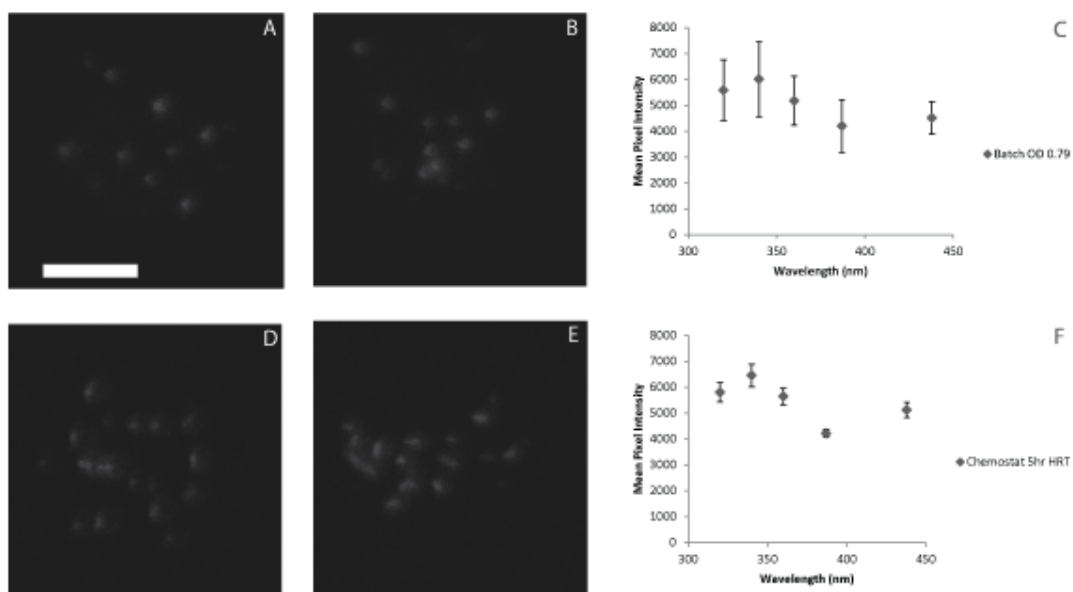 A
B
C
8000
7000
6000
5000
4000
3000
2000
1000
0
Mean Pixel Intensity
300
350
400
450
Wavelength (nm)
Batch OD 0.79
D
E
F
8000
7000
6000
5000
4000
3000
2000
1000
0
Mean Pixel Intensity
300
350
400
450
Wavelength (nm)
Chemostat 5hr HRT